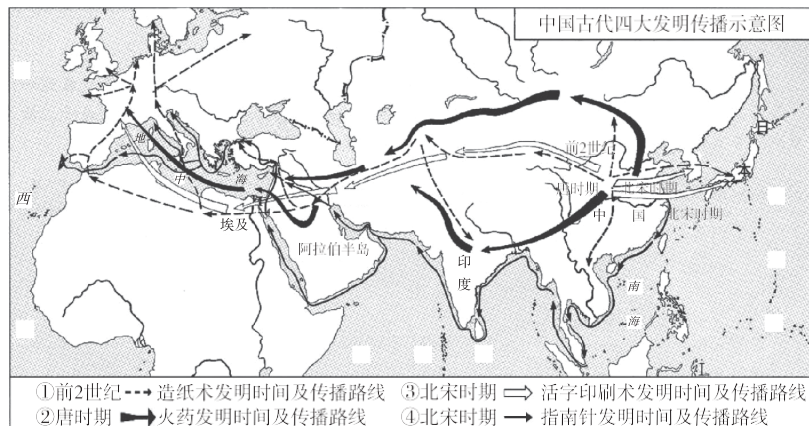 中国古代四大发明传播示意图
地
中
海
西
埃及
阿拉伯半岛
印
度
前2世纪
唐时期
北宋时期
中 国
北宋时期
日
本
南
海
①前2世纪 造纸术发明时间及传播路线 ③北宋时期 活字印刷术发明时间及传播路线
②唐时期 火药发明时间及传播路线 ④北宋时期 指南针发明时间及传播路线